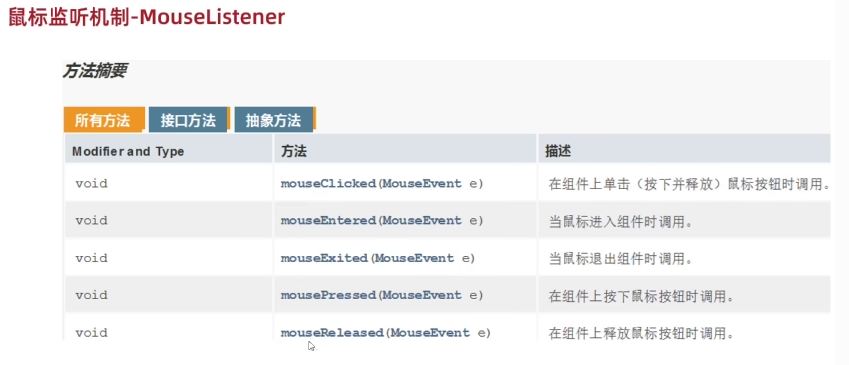 鼠标监听机制-MouseListener
方法摘要
所有方法 接口方法 抽象方法
Modifier and Type 方法 描述
void mouseClicked(MouseEvent e) 在组件上单击（按下并释放）鼠标按钮时调用。
void mouseEntered(MouseEvent e) 当鼠标进入组件时调用。
void mouseExited(MouseEvent e) 当鼠标退出组件时调用。
void mousePressed(MouseEvent e) 在组件上按下鼠标按钮时调用。
void mouseReleased(MouseEvent e) 在组件上释放鼠标按钮时调用。